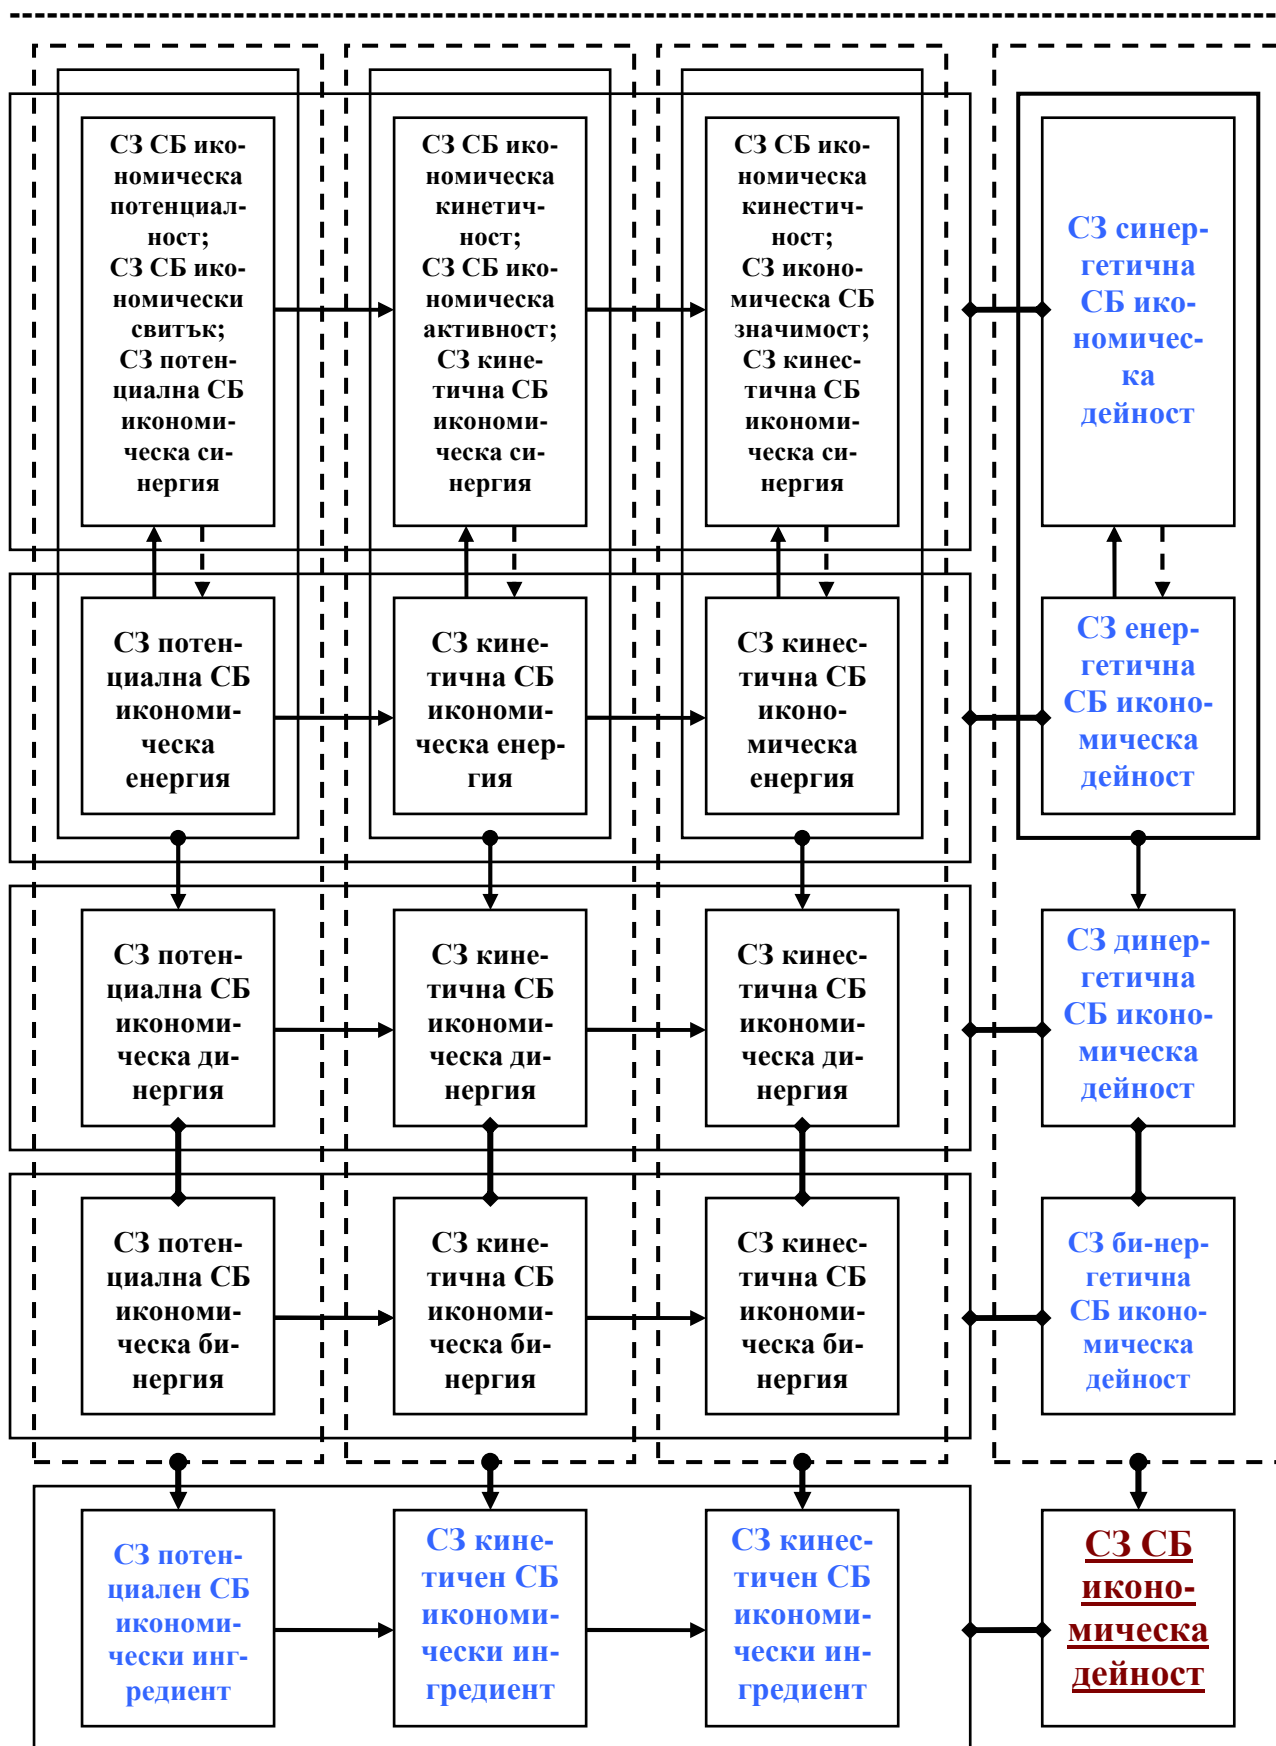 СЗ СБ ико-
номическа
потенциал-
ност;
СЗ СБ ико-
номически
свитък;
СЗ потен-
циална СБ
икономи-
ческа си-
нергия
СЗ СБ ико-
номическа
кинетич-
ност;
СЗ СБ ико-
номическа
активност;
СЗ кине-
тична СБ
икономи-
ческа си-
нергия
СЗ СБ ико-
номическа
кинестич-
ност;
СЗ иконо-
мическа СБ
значимост;
СЗ кинес-
тична СБ
икономи-
ческа си-
нергия
СЗ синер-
гетична
СБ ико-
номичес-
ка
дейност
СЗ потен-
циална СБ
икономи-
ческа
енергия
СЗ кине-
тична СБ
икономи-
ческа енер-
гия
СЗ кинес-
тична СБ
иконо-
мическа
енергия
СЗ енер-
гетична
СБ иконо-
мическа
дейност
СЗ потен-
циална СБ
икономи-
ческа ди-
нергия
СЗ кине-
тична СБ
икономи-
ческа ди-
нергия
СЗ кинес-
тична СБ
икономи-
ческа ди-
нергия
СЗ динер-
гетична
СБ иконо-
мическа
дейност
СЗ потен-
циална СБ
икономи-
ческа би-
нергия
СЗ кине-
тична СБ
икономи-
ческа би-
нергия
СЗ кинес-
тична СБ
икономи-
ческа би-
нергия
СЗ би-нер-
гетична
СБ иконо-
мическа
дейност
СЗ потен-
циален СБ
икономи-
чески инг-
редиент
СЗ кине-
тичен СБ
икономи-
чески ин-
гредиент
СЗ кинес-
тичен СБ
икономи-
чески ин-
гредиент
СЗ СБ
иконо-
мическа
дейност